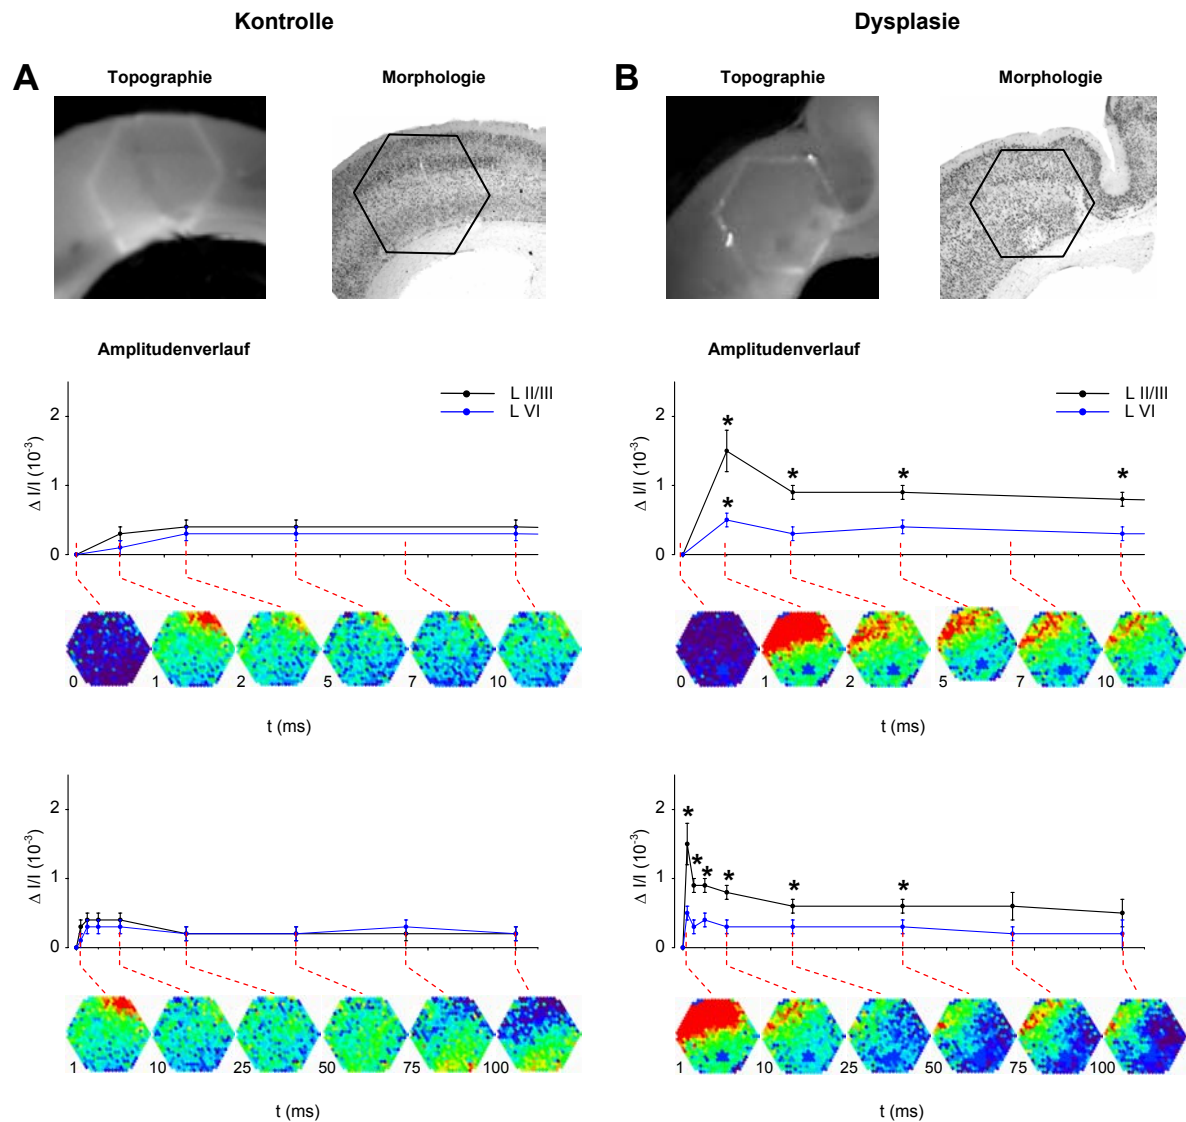 Kontrolle
Dysplasie
A
Topographie
Morphologie
B
Topographie
Morphologie
Amplitudenverlauf
L II/III
L VI
2
1
0
Δ I/I (10⁻³)
0
1
2
5
7
10
t (ms)
Amplitudenverlauf
L II/III
L VI
2
1
0
Δ I/I (10⁻³)
*
*
*
*
*
0
1
2
5
7
10
t (ms)
2
1
0
Δ I/I (10⁻³)
1
10
25
50
75
100
t (ms)
2
1
0
Δ I/I (10⁻³)
*
*
*
*
*
*
1
10
25
50
75
100
t (ms)